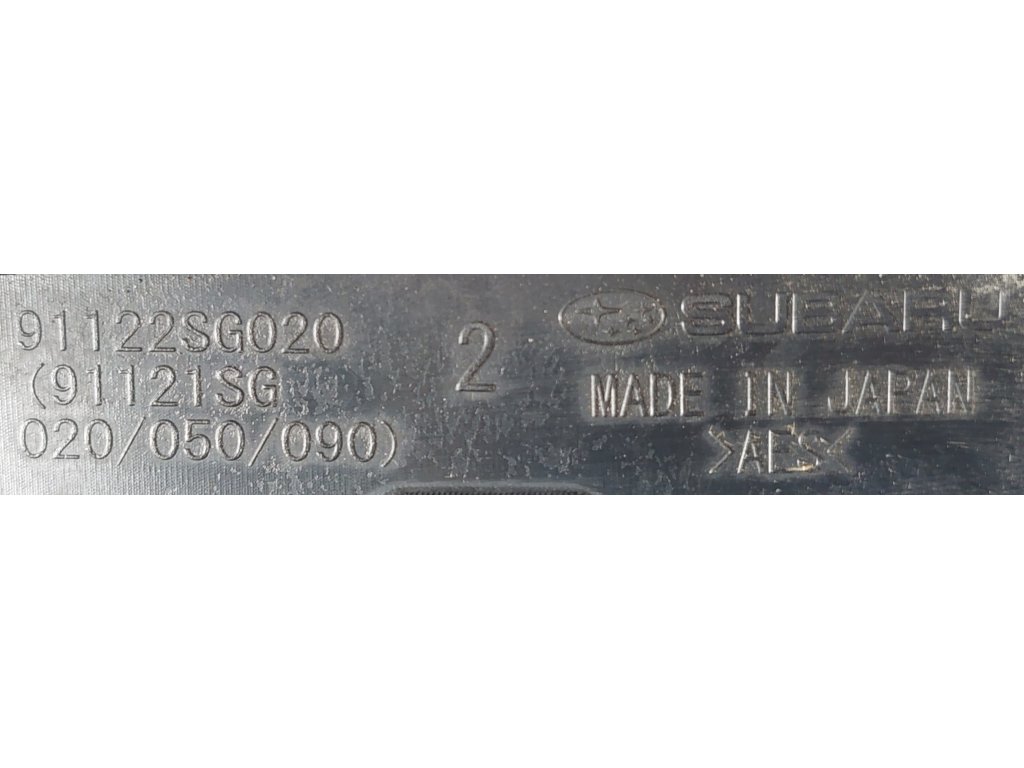 91122SG020
(91121SG
020/050/090)
2
SUBARU
MADE IN JAPAN
>AES<